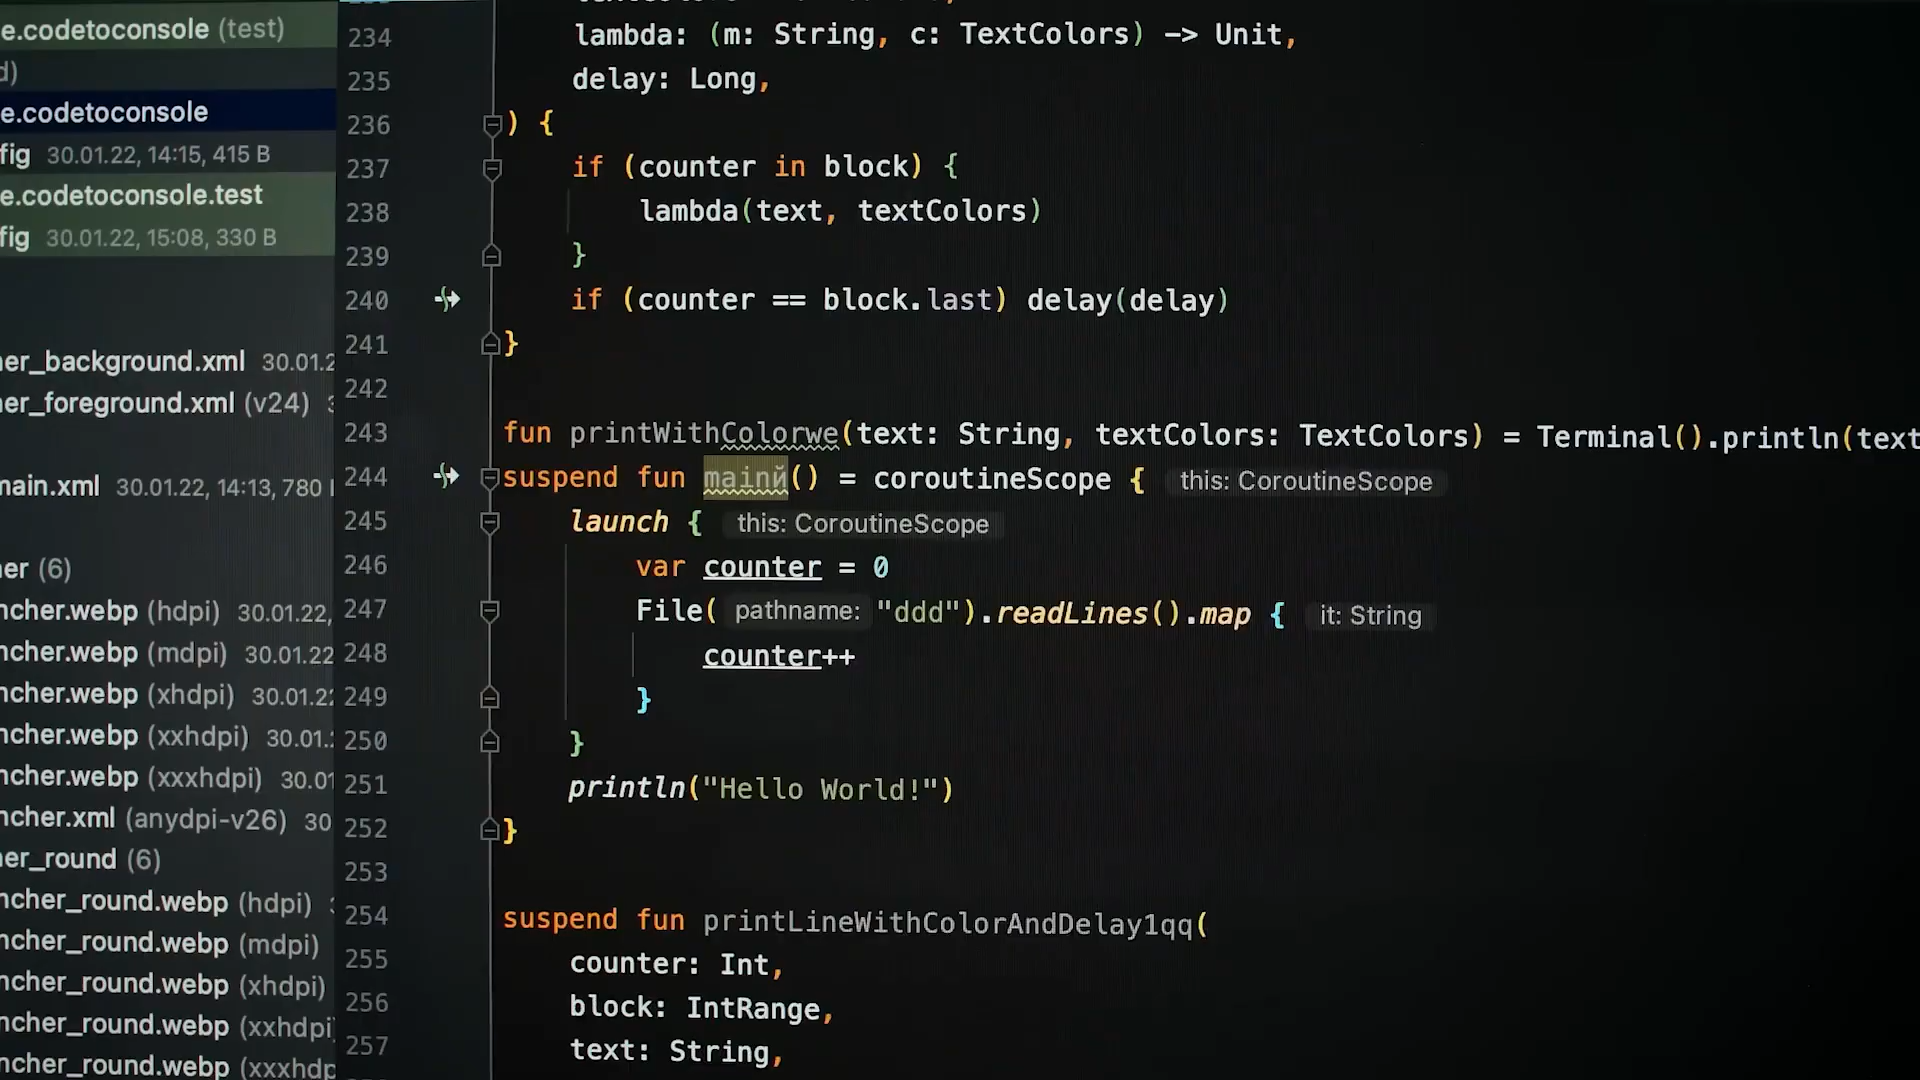 e.codetoconsole (test)
d)
e.codetoconsole
fig 30.01.22, 14:15, 415 B
e.codetoconsole.test
fig 30.01.22, 15:08, 330 B
er_background.xml 30.01.2
er_foreground.xml (v24)
main.xml 30.01.22, 14:13, 780
er (6)
ncher.webp (hdpi) 30.01.22,
ncher.webp (mdpi) 30.01.22
ncher.webp (xhdpi) 30.01.22
ncher.webp (xxhdpi) 30.01.
ncher.webp (xxxhdpi) 30.01
ncher.xml (anydpi-v26) 30
er_round (6)
ncher_round.webp (hdpi)
ncher_round.webp (mdpi)
ncher_round.webp (xhdpi)
ncher_round.webp (xxhdpi
ncher_round.webp (xxxhdp
234 lambda: (m: String, c: TextColors) -> Unit,
235 delay: Long,
236 ) {
237 if (counter in block) {
238 lambda(text, textColors)
239 }
240 if (counter == block.last) delay(delay)
241 }
242
243 fun printWithColorwe(text: String, textColors: TextColors) = Terminal().println(text
244 suspend fun mainй() = coroutineScope { this: CoroutineScope
245 launch { this: CoroutineScope
246 var counter = 0
247 File( pathname: "ddd").readLines().map { it: String
248 counter++
249 }
250 }
251 println("Hello World!")
252 }
253
254 suspend fun printLineWithColorAndDelay1qq(
255 counter: Int,
256 block: IntRange,
257 text: String,